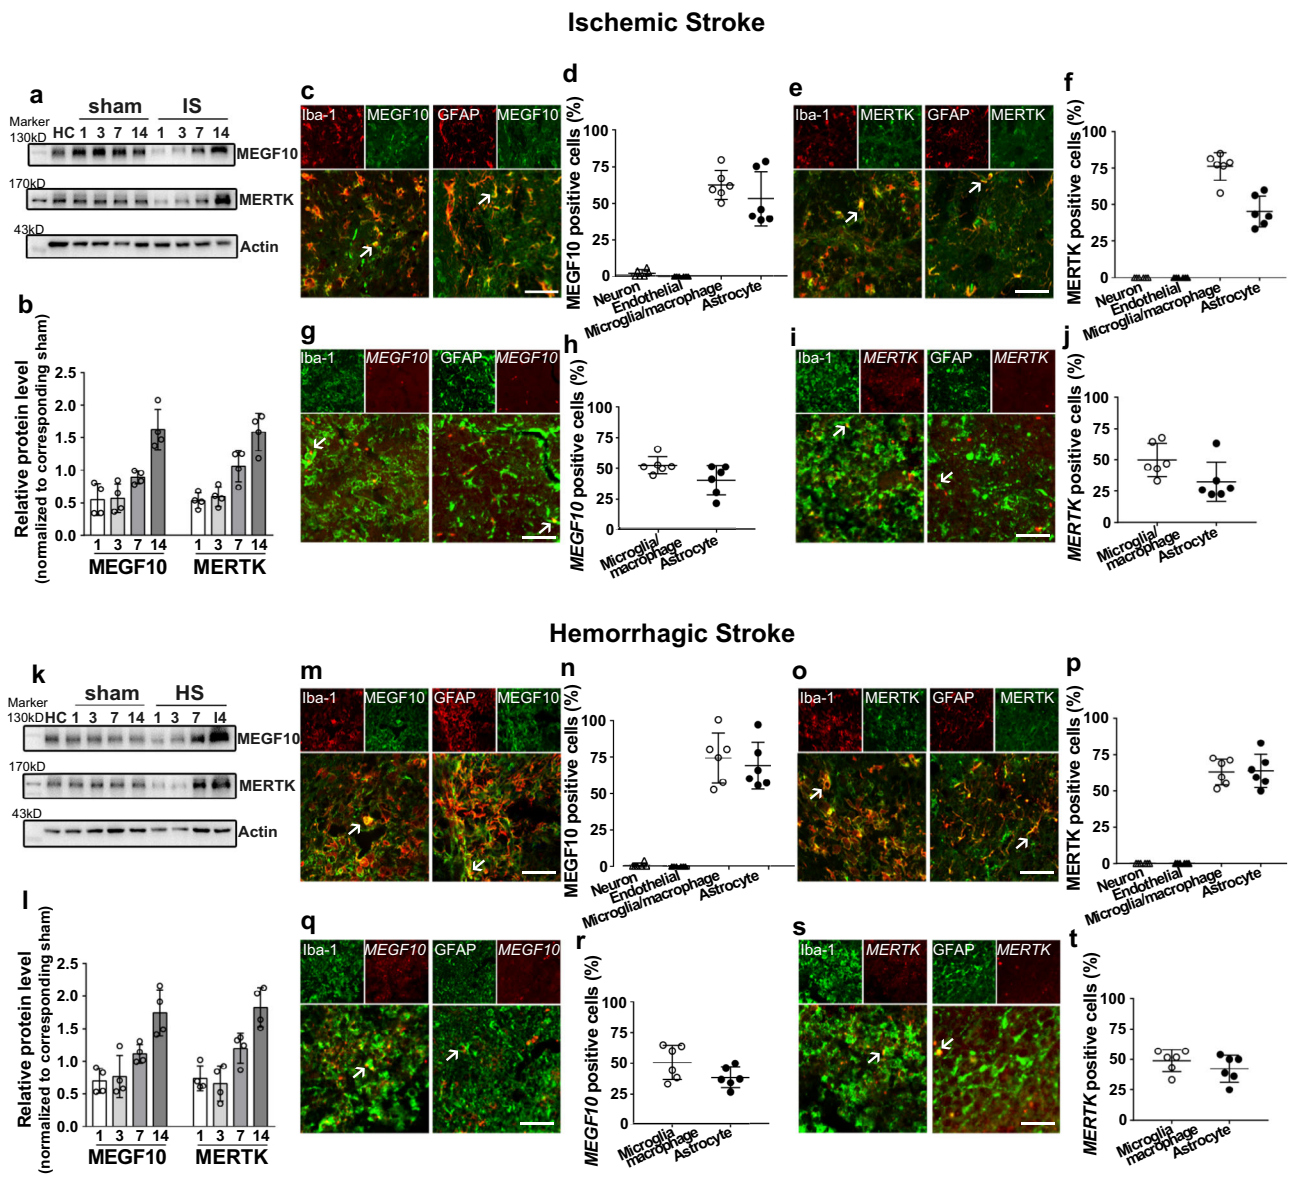 Ischemic Stroke
a
sham IS
Marker
130kD HC 1 3 7 14 1 3 7 14
MEGF10
170kD
MERTK
43kD
Actin
b
Relative protein level
(normalized to corresponding sham)
2.5
2.0
1.5
1.0
0.5
0.0
1 3 7 14 1 3 7 14
MEGF10 MERTK
c
Iba-1 MEGF10 GFAP MEGF10
d
MEGF10 positive cells (%)
100
75
50
25
0
Neuron
Endothelial
Microglia/macrophage
Astrocyte
e
Iba-1 MERTK GFAP MERTK
f
MERTK positive cells (%)
100
75
50
25
0
Neuron
Endothelial
Microglia/macrophage
Astrocyte
g
Iba-1 MEGF10 GFAP MEGF10
h
MEGF10 positive cells (%)
100
75
50
25
0
Microglia/
macrophage
Astrocyte
i
Iba-1 MERTK GFAP MERTK
j
MERTK positive cells (%)
100
75
50
25
0
Microglia/
macrophage
Astrocyte
Hemorrhagic Stroke
k
sham HS
Marker
130kD HC 1 3 7 14 1 3 7 I4
MEGF10
170kD
MERTK
43kD
Actin
l
Relative protein level
(normalized to corresponding sham)
2.5
2.0
1.5
1.0
0.5
0.0
1 3 7 14 1 3 7 14
MEGF10 MERTK
m
Iba-1 MEGF10 GFAP MEGF10
n
MEGF10 positive cells (%)
100
75
50
25
0
Neuron
Endothelial
Microglia/macrophage
Astrocyte
o
Iba-1 MERTK GFAP MERTK
p
MERTK positive cells (%)
100
75
50
25
0
Neuron
Endothelial
Microglia/macrophage
Astrocyte
q
Iba-1 MEGF10 GFAP MEGF10
r
MEGF10 positive cells (%)
100
75
50
25
0
Microglia
macrophage
Astrocyte
s
Iba-1 MERTK GFAP MERTK
t
MERTK positive cells (%)
100
75
50
25
0
Microglia
macrophage
Astrocyte